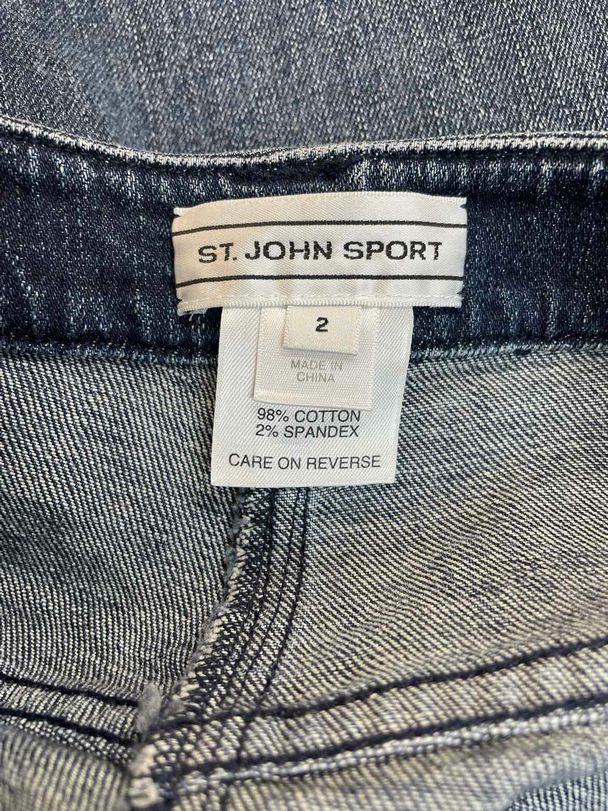 ST. JOHN SPORT
2
MADE IN
CHINA
98% COTTON
2% SPANDEX
CARE ON REVERSE